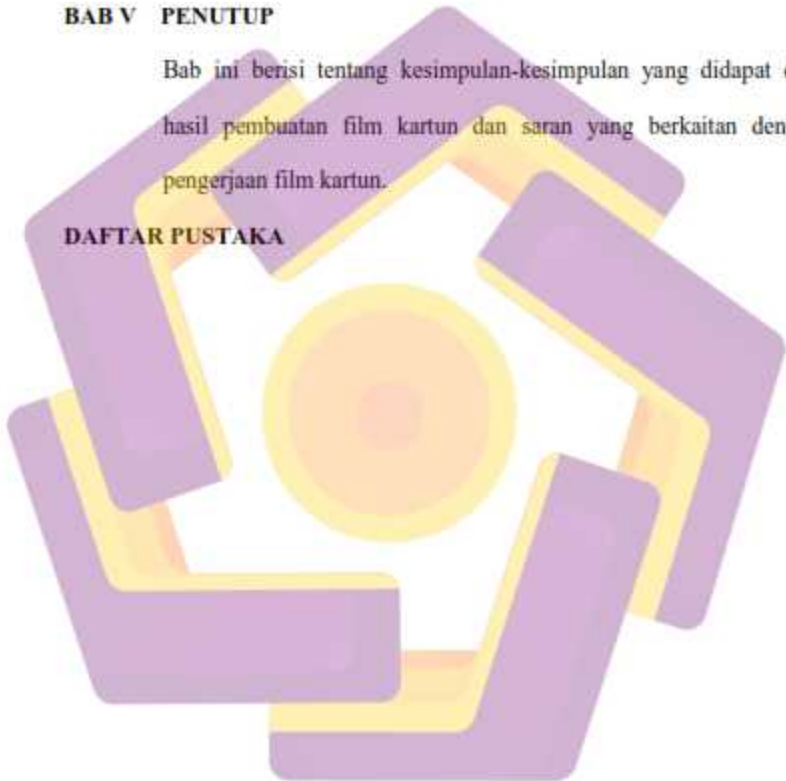 BAB V PENUTUP
Bab ini berisi tentang kesimpulan-kesimpulan yang didapat
hasil pembuatan film kartun dan saran yang berkaitan
pengerjaan film kartun.
DAFTAR PUSTAKA